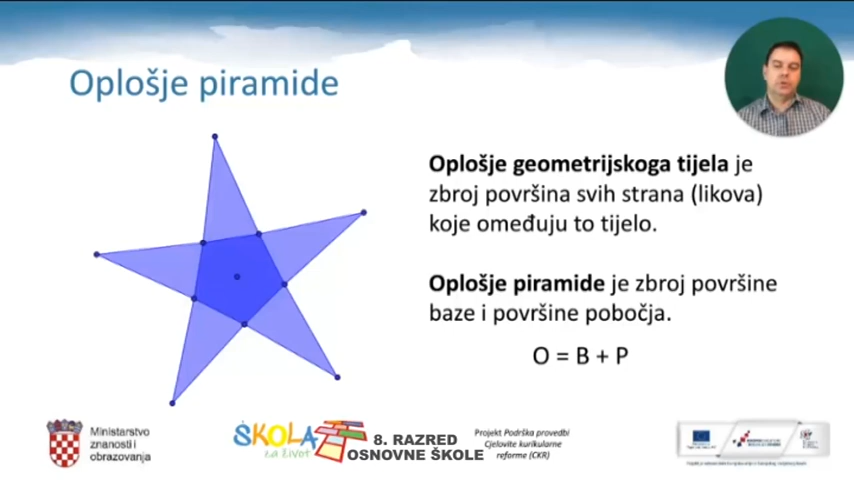 Oplošje piramide
Oplošje geometrijskoga tijela je
zbroj površina svih strana (likova)
koje omeđuju to tijelo.
Oplošje piramide je zbroj površine
baze i površine pobočja.
O = B + P
Ministarstvo
znanosti i
obrazovanja
ŠKOLA
za život
8. RAZRED
OSNOVNE ŠKOLE
Projekt Podrška provedbi
Cjelovite kurikularne
reforme (CKR)